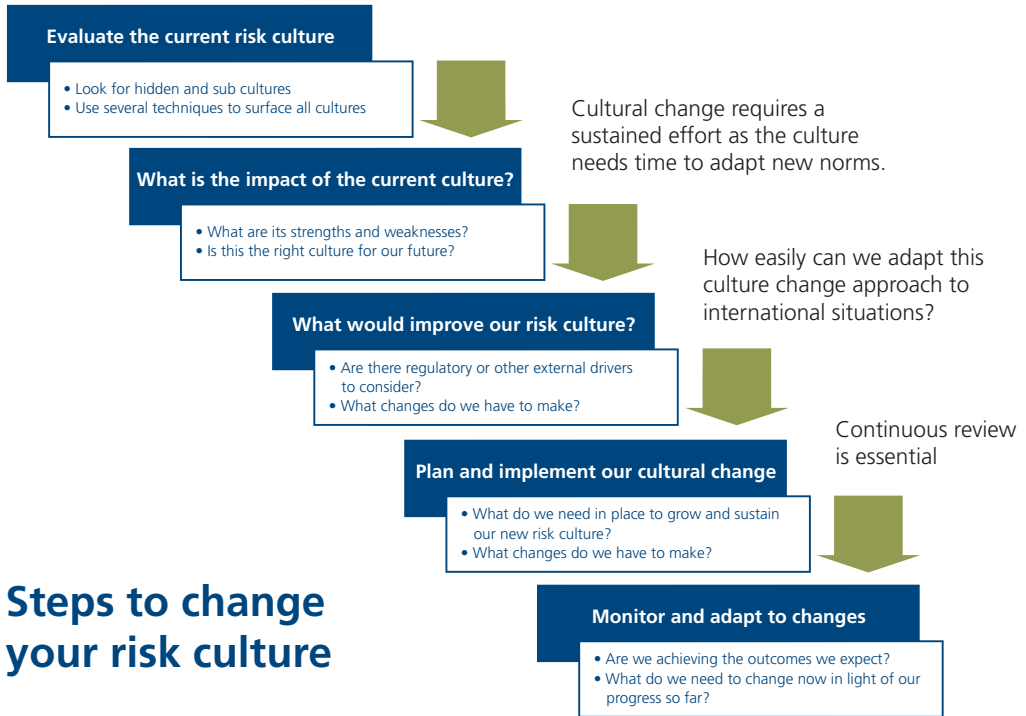 Evaluate the current risk culture
• Look for hidden and sub cultures
• Use several techniques to surface all cultures
Cultural change requires a
sustained effort as the culture
needs time to adapt new norms.
What is the impact of the current culture?
• What are its strengths and weaknesses?
• Is this the right culture for our future?
How easily can we adapt this
culture change approach to
international situations?
What would improve our risk culture?
• Are there regulatory or other external drivers
to consider?
• What changes do we have to make?
Continuous review
is essential
Plan and implement our cultural change
• What do we need in place to grow and sustain
our new risk culture?
• What changes do we have to make?
Steps to change
your risk culture
Monitor and adapt to changes
• Are we achieving the outcomes we expect?
• What do we need to change now in light of our
progress so far?